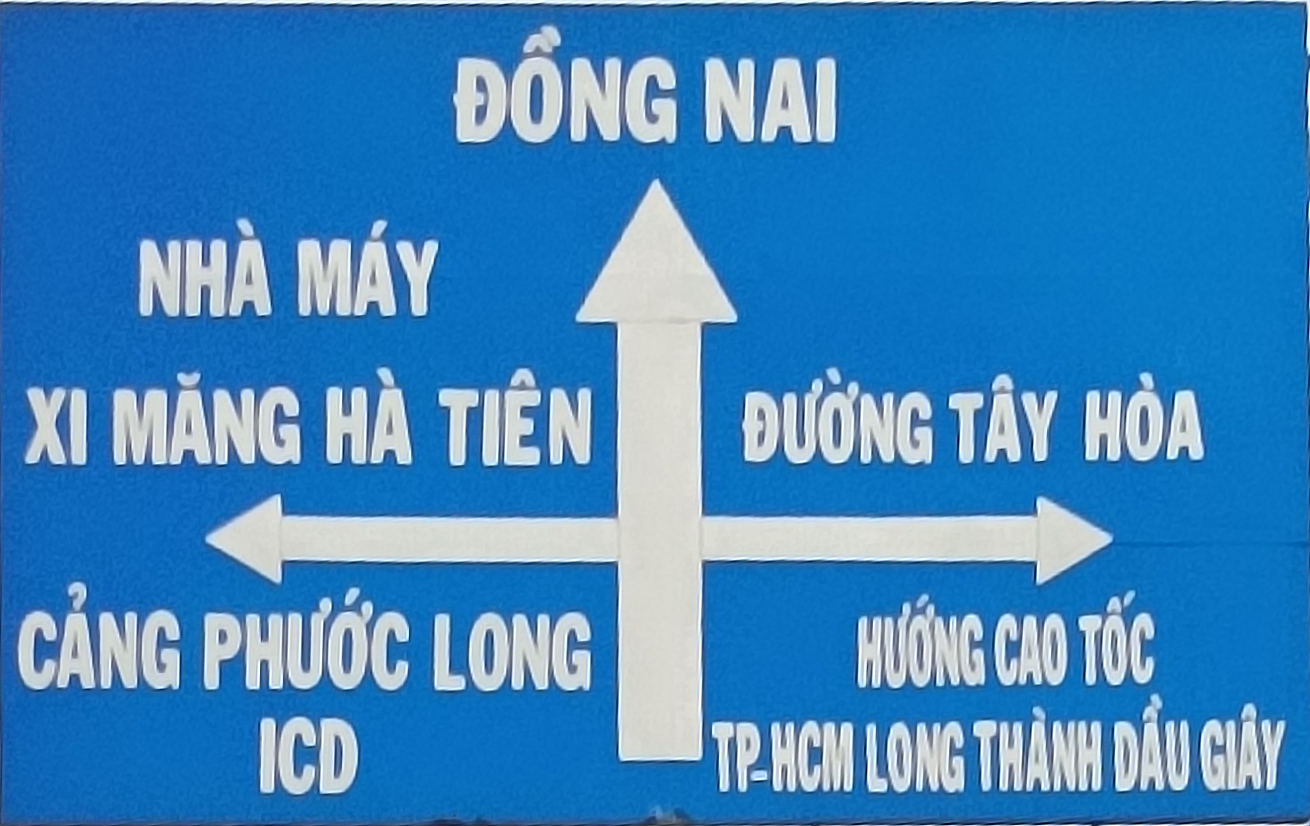 ĐỒNG NAI
NHÀ MÁY
XI MĂNG HÀ TIÊN
CẢNG PHƯỚC LONG
ICD
ĐƯỜNG TÂY HÒA
HƯỚNG CAO TỐC
TP-HCM LONG THÀNH DẦU GIÂY